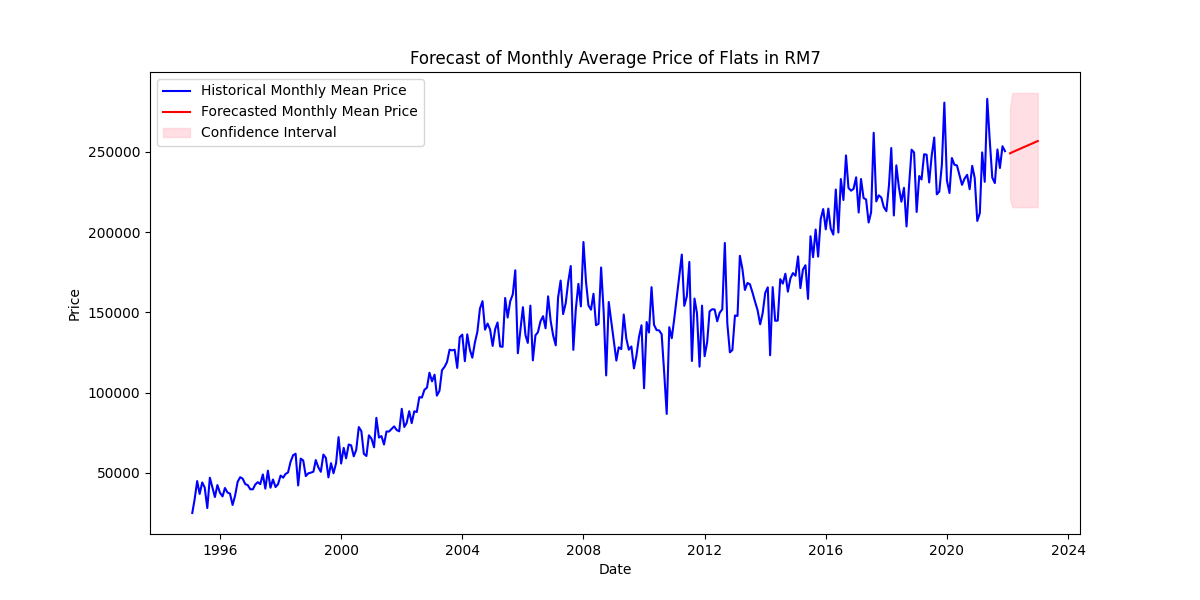 Forecast of Monthly Average Price of Flats in RM7
Historical Monthly Mean Price
Forecasted Monthly Mean Price
Confidence Interval
250000
200000
150000
100000
50000
Price
1996 2000 2004 2008 2012 2016 2020 2024
Date